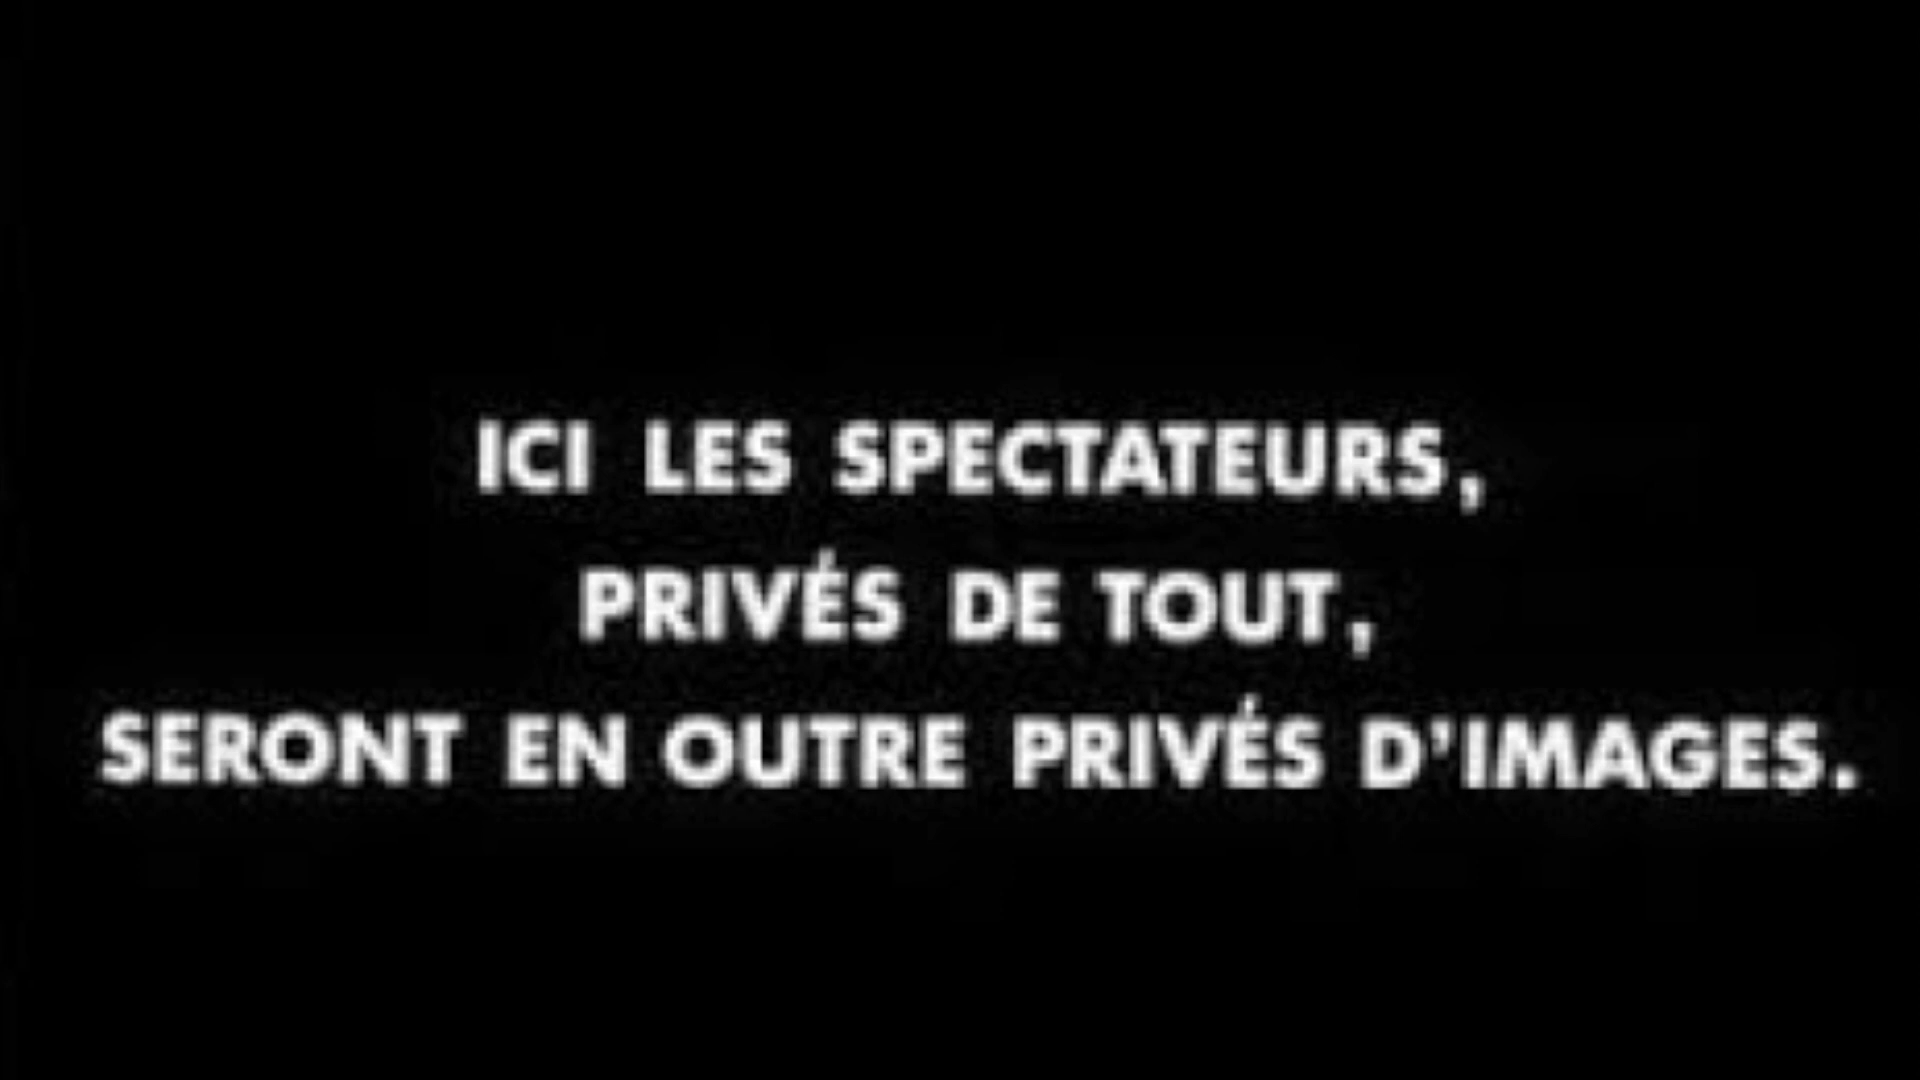 ICI LES SPECTATEURS,
PRIVÉS DE TOUT,
SERONT EN OUTRE PRIVÉS D'IMAGES.